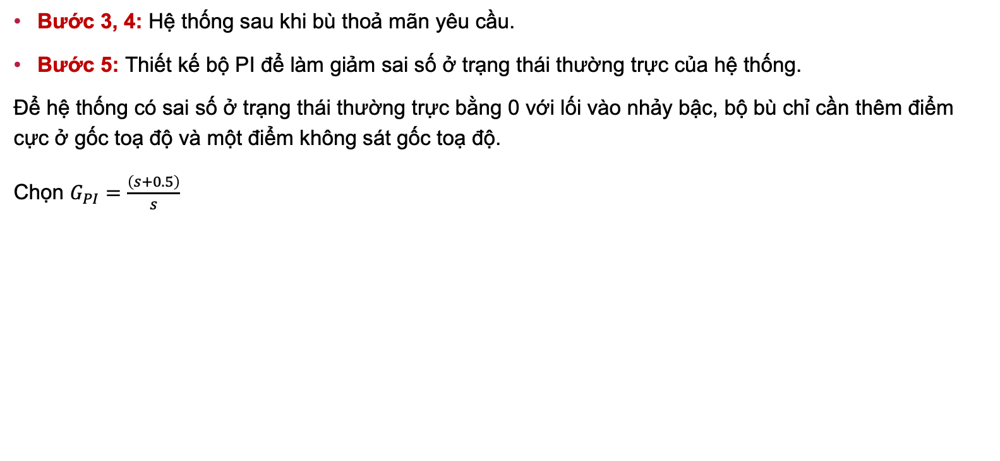 • Bước 3, 4: Hệ thống sau khi bù thoả mãn yêu cầu.
• Bước 5: Thiết kế bộ PI để làm giảm sai số ở trạng thái thường trực của hệ thống.
Để hệ thống có sai số ở trạng thái thường trực bằng 0 với lối vào nhảy bậc, bộ bù chỉ cần thêm điểm
cực ở gốc toạ độ và một điểm không sát gốc toạ độ.
Chọn $G_{PI} = \frac{(s+0.5)}{s}$